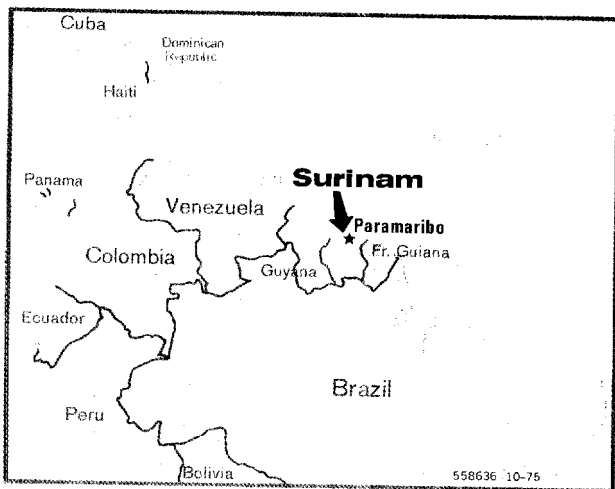 Cuba
Dominican
Republic
Haiti
Panama
Venezuela
Surinam
Paramaribo
Colombia
Guyana
Fr. Guiana
Ecuador
Brazil
Peru
Bolivia
558636 10-75